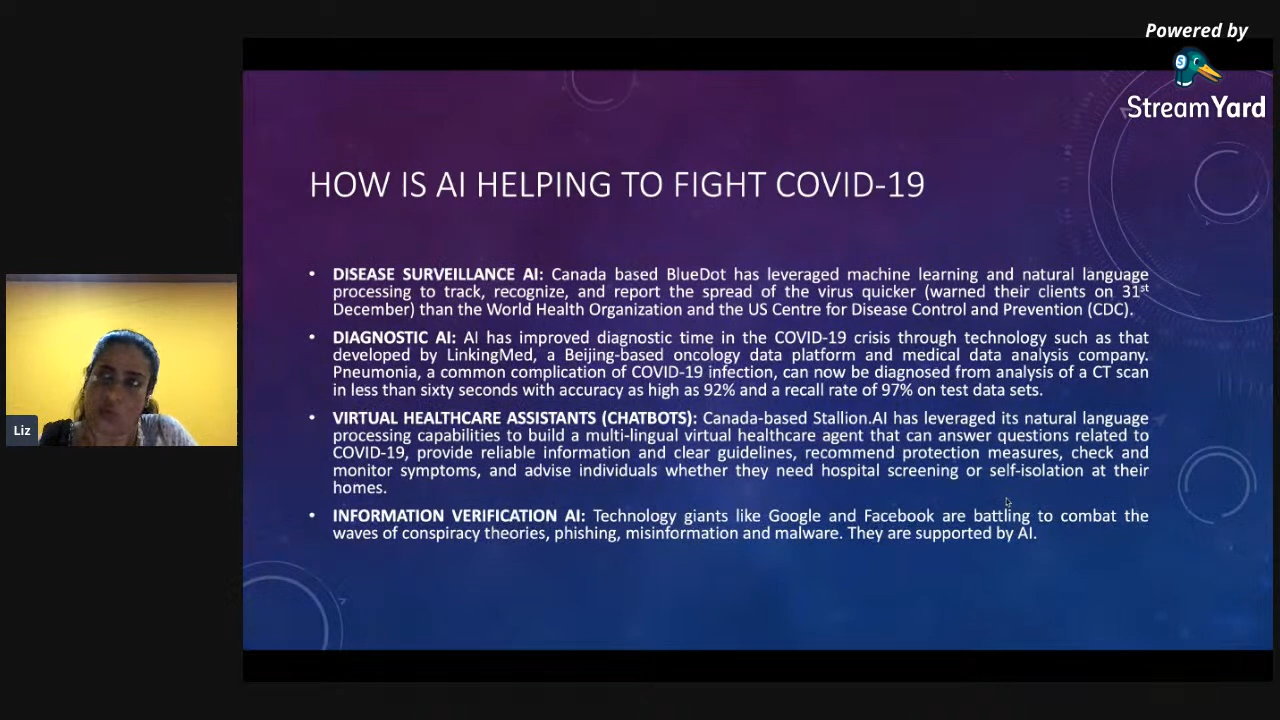 Powered by
StreamYard
HOW IS AI HELPING TO FIGHT COVID-19
• DISEASE SURVEILLANCE AI: Canada based BlueDot has leveraged machine learning and natural language
processing to track, recognize, and report the spread of the virus quicker (warned their clients on 31st
December) than the World Health Organization and the US Centre for Disease Control and Prevention (CDC).
• DIAGNOSTIC AI: AI has improved diagnostic time in the COVID-19 crisis through technology such as that
developed by LinkingMed, a Beijing-based oncology data platform and medical data analysis company.
Pneumonia, a common complication of COVID-19 infection, can now be diagnosed from analysis of a CT scan
in less than sixty seconds with accuracy as high as 92% and a recall rate of 97% on test data sets.
• VIRTUAL HEALTHCARE ASSISTANTS (CHATBOTS): Canada-based Stallion.AI has leveraged its natural language
processing capabilities to build a multi-lingual virtual healthcare agent that can answer questions related to
COVID-19, provide reliable information and clear guidelines, recommend protection measures, check and
monitor symptoms, and advise individuals whether they need hospital screening or self-isolation at their
homes.
• INFORMATION VERIFICATION AI: Technology giants like Google and Facebook are battling to combat the
waves of conspiracy theories, phishing, misinformation and malware. They are supported by AI.
Liz